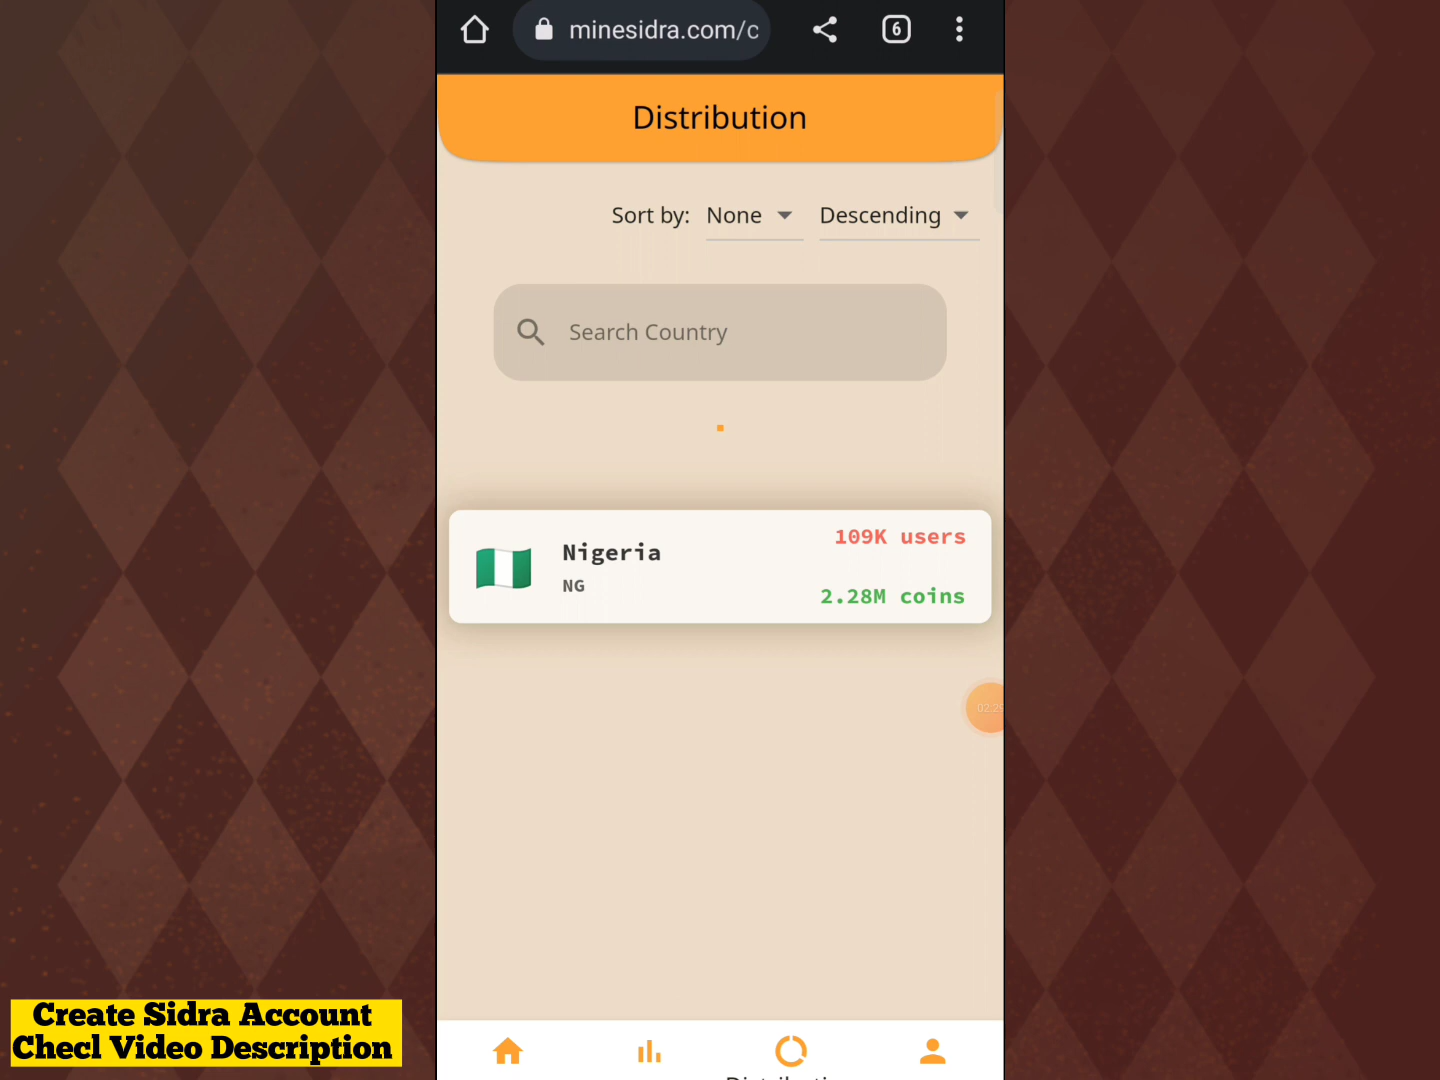 minesidra.com/c
6
Distribution
Sort by: None Descending
Search Country
Nigeria
109K users
NG
2.28M coins
Create Sidra Account
Checl Video Description